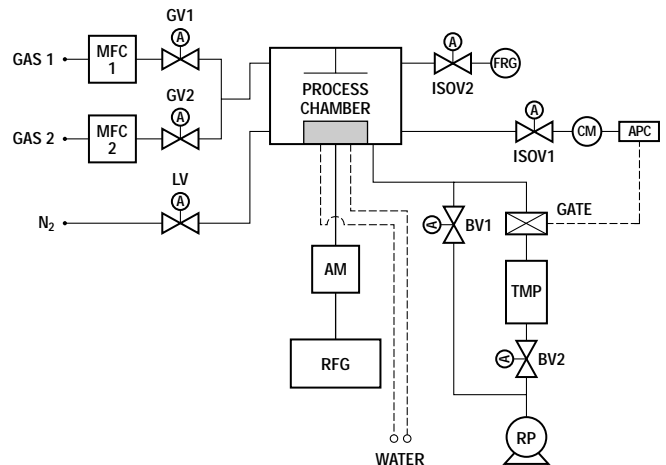 GV1
A
GAS 1
MFC
1
GV2
A
GAS 2
MFC
2
LV
A
N₂
PROCESS
CHAMBER
A
ISOV2
FRG
A
ISOV1
CM
APC
A
BV1
GATE
TMP
A
BV2
AM
RFG
RP
WATER